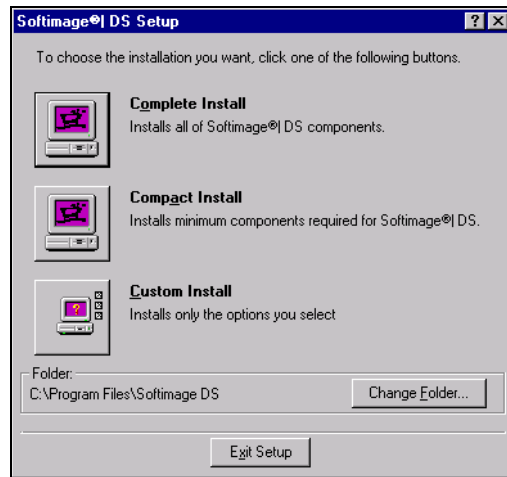 Softimage®| DS Setup
To choose the installation you want, click one of the following buttons.
Complete Install
Installs all of Softimage®| DS components.
Compact Install
Installs minimum components required for Softimage®| DS.
?
Custom Install
Installs only the options you select
Folder:
C:\Program Files\Softimage DS
Change Folder...
Exit Setup